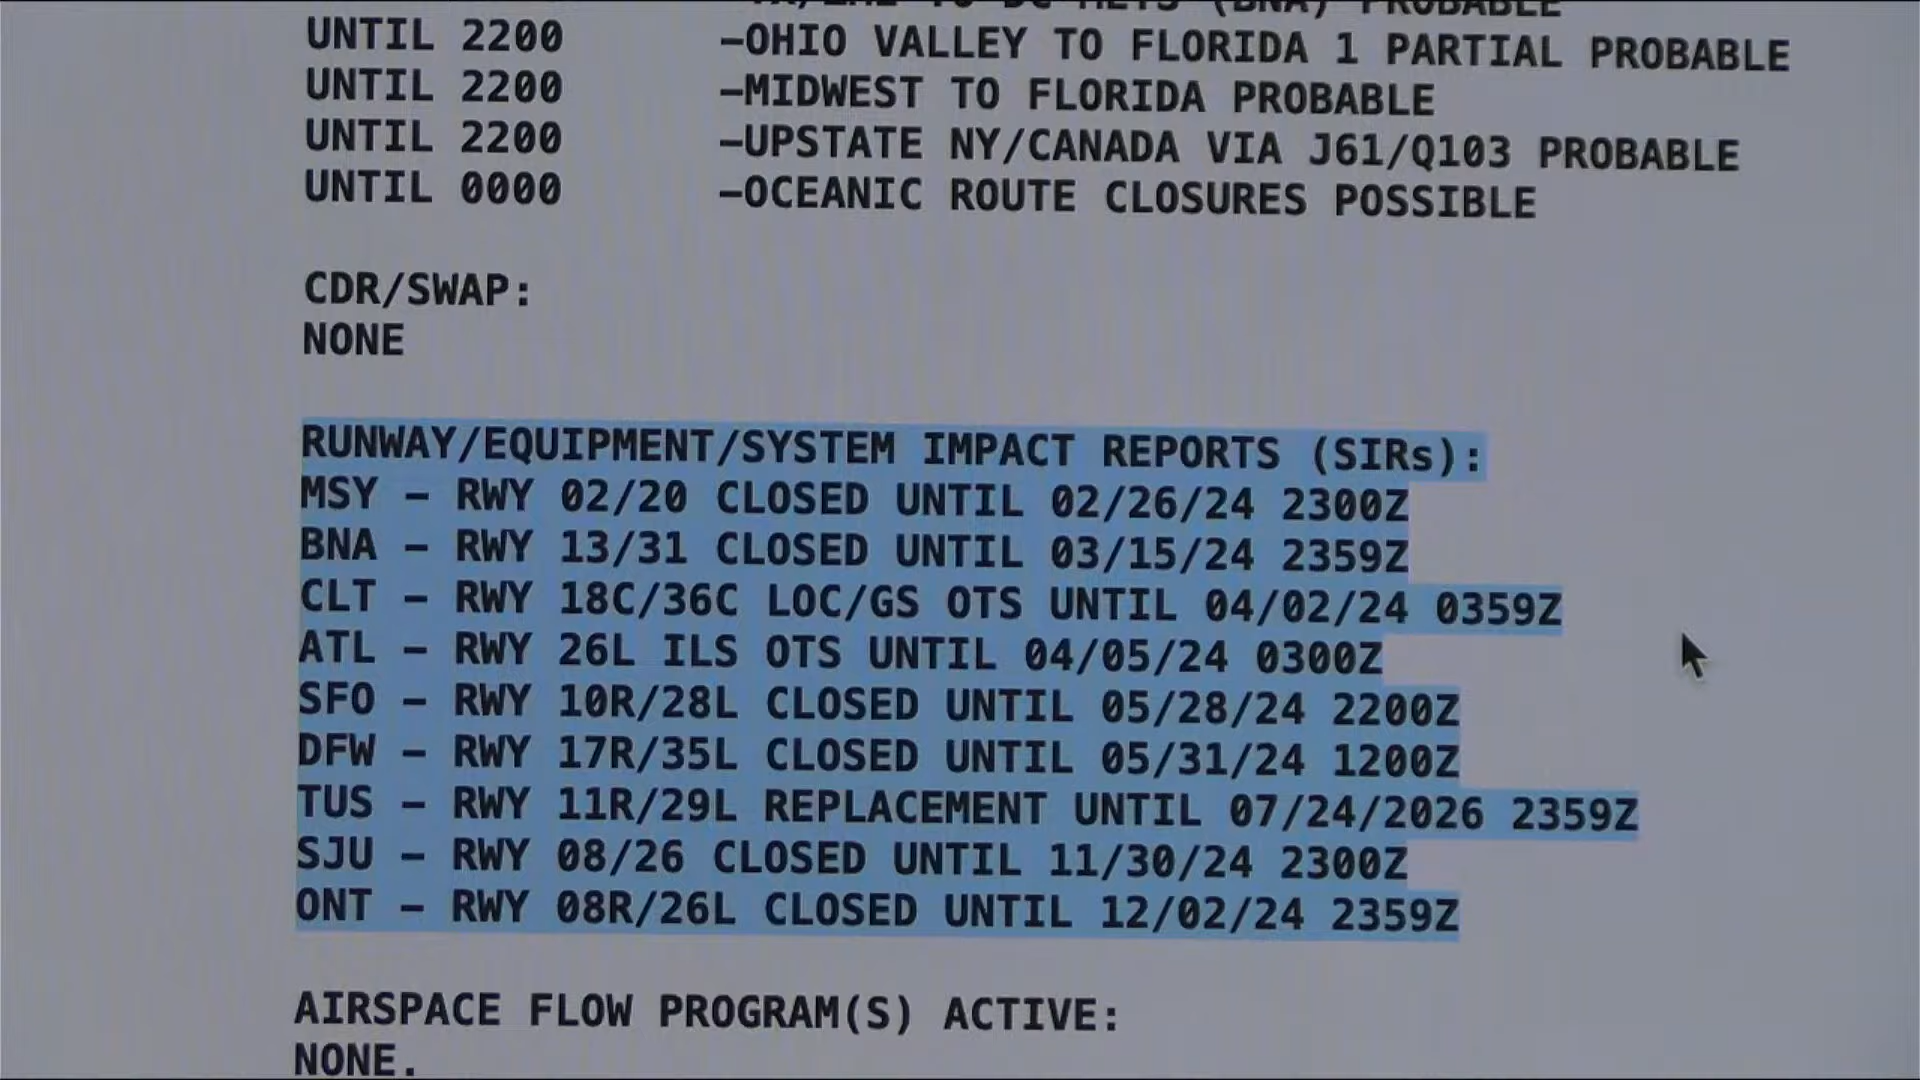 (BNA) PROBABLE
UNTIL 2200 –OHIO VALLEY TO FLORIDA 1 PARTIAL PROBABLE
UNTIL 2200 –MIDWEST TO FLORIDA PROBABLE
UNTIL 2200 –UPSTATE NY/CANADA VIA J61/Q103 PROBABLE
UNTIL 0000 –OCEANIC ROUTE CLOSURES POSSIBLE
CDR/SWAP:
NONE
RUNWAY/EQUIPMENT/SYSTEM IMPACT REPORTS (SIRs):
MSY – RWY 02/20 CLOSED UNTIL 02/26/24 2300Z
BNA – RWY 13/31 CLOSED UNTIL 03/15/24 2359Z
CLT – RWY 18C/36C LOC/GS OTS UNTIL 04/02/24 0359Z
ATL – RWY 26L ILS OTS UNTIL 04/05/24 0300Z
SFO – RWY 10R/28L CLOSED UNTIL 05/28/24 2200Z
DFW – RWY 17R/35L CLOSED UNTIL 05/31/24 1200Z
TUS – RWY 11R/29L REPLACEMENT UNTIL 07/24/2026 2359Z
SJU – RWY 08/26 CLOSED UNTIL 11/30/24 2300Z
ONT – RWY 08R/26L CLOSED UNTIL 12/02/24 2359Z
AIRSPACE FLOW PROGRAM(S) ACTIVE:
NONE.